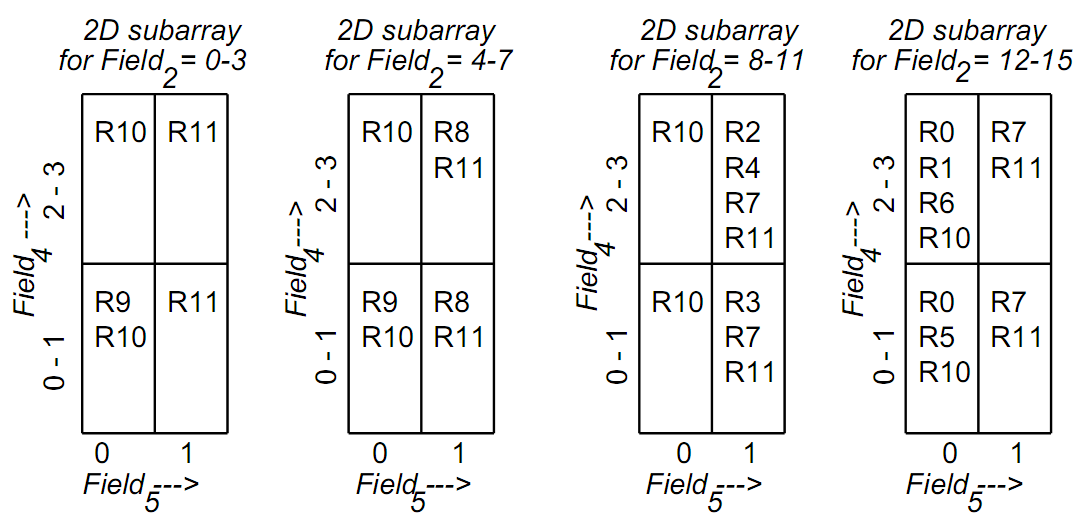 2D subarray
for Field2 = 0-3
R10 R11
R9 R11
R10
Field4 --->
2 - 3
0 - 1
0 1
Field5 --->
2D subarray
for Field2 = 4-7
R10 R8
R11
R9 R8
R10 R11
Field4 --->
2 - 3
0 - 1
0 1
Field5 --->
2D subarray
for Field2 = 8-11
R10 R2
R4
R7
R11
R10 R3
R7
R11
Field4 --->
2 - 3
0 - 1
0 1
Field5 --->
2D subarray
for Field2 = 12-15
R0 R7
R1 R11
R6
R10
R0 R7
R5 R11
R10
Field4 --->
2 - 3
0 - 1
0 1
Field5 --->